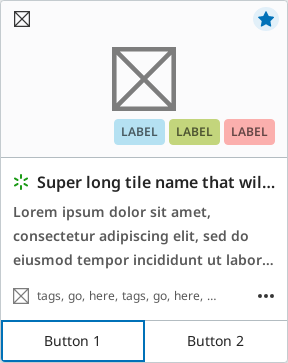 LABEL LABEL LABEL
Super long tile name that wil...
Lorem ipsum dolor sit amet,
consectetur adipiscing elit, sed do
eiusmod tempor incididunt ut labor...
tags, go, here, tags, go, here, ...
Button 1 Button 2